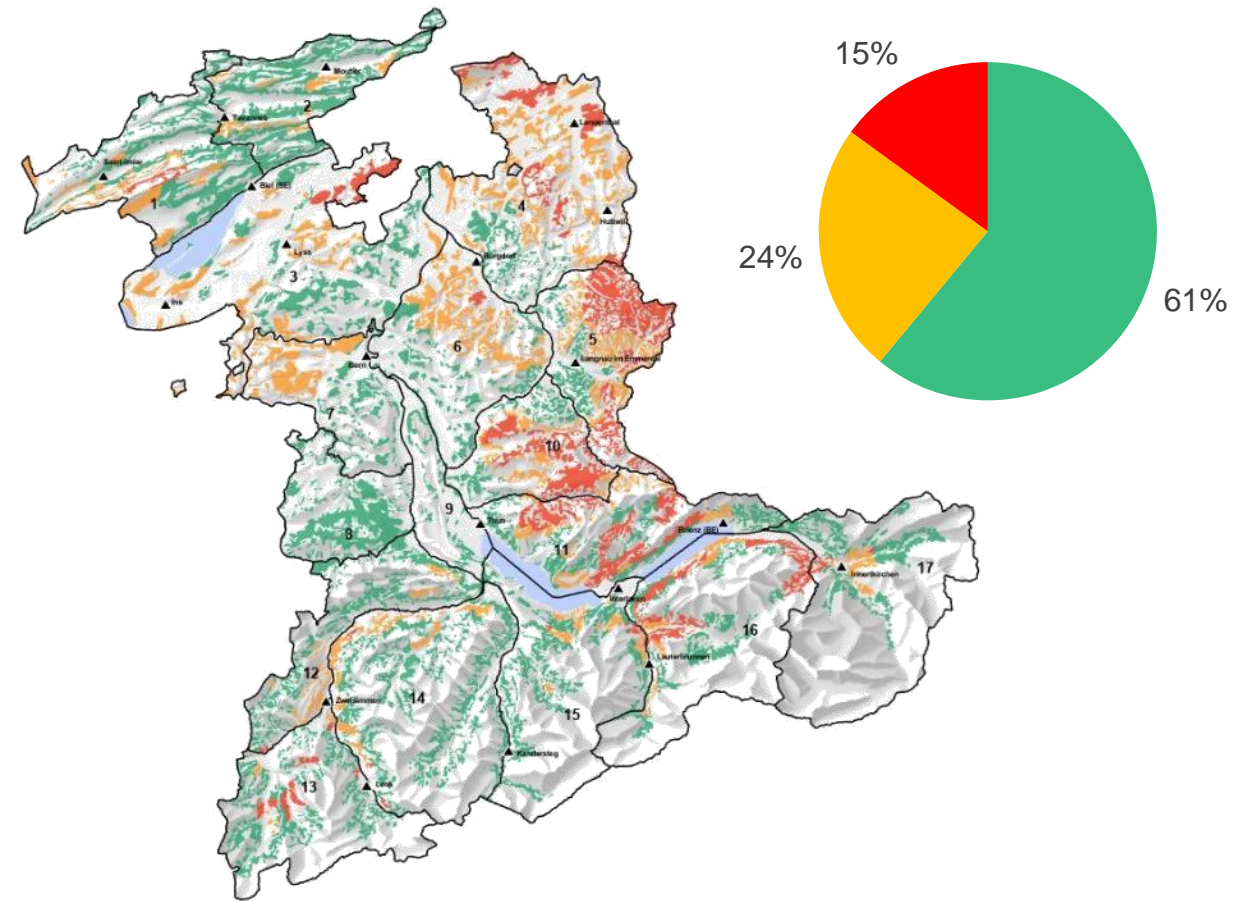 15%
24%
61%
Moutier
2
Tavannes
Saint-Imier
1
Biel (BE)
Langenthal
4
Huttwil
Lyss
3
Burgdorf
Ins
6
5
Langnau im Emmental
Bern
7
10
9
8
Thun
Brienz (BE)
11
Innertkirchen
17
Interlaken
16
Lauterbrunnen
12
Zweisimmen
14
15
Kandersteg
13
Lenk